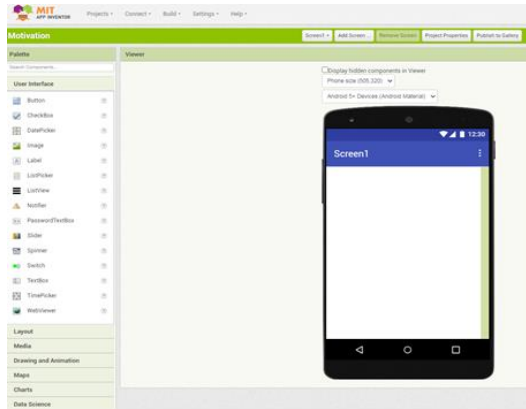 MIT
APP INVENTOR
Projects
Connect
Build
Settings
Help
Motivation
Screen1
Add Screen...
Remove Screen
Project Properties
Publish to Gallery
Palette
Viewer
Search Components...
Display hidden components in Viewer
User Interface
Phone size (505,320)
Button
Android 5+ Devices (Android Material)
CheckBox
DatePicker
Image
12:30
Label
Screen1
ListPicker
ListView
Notifier
PasswordTextBox
Slider
Spinner
Switch
TextBox
TimePicker
WebViewer
Layout
Media
Drawing and Animation
Maps
Charts
Data Science